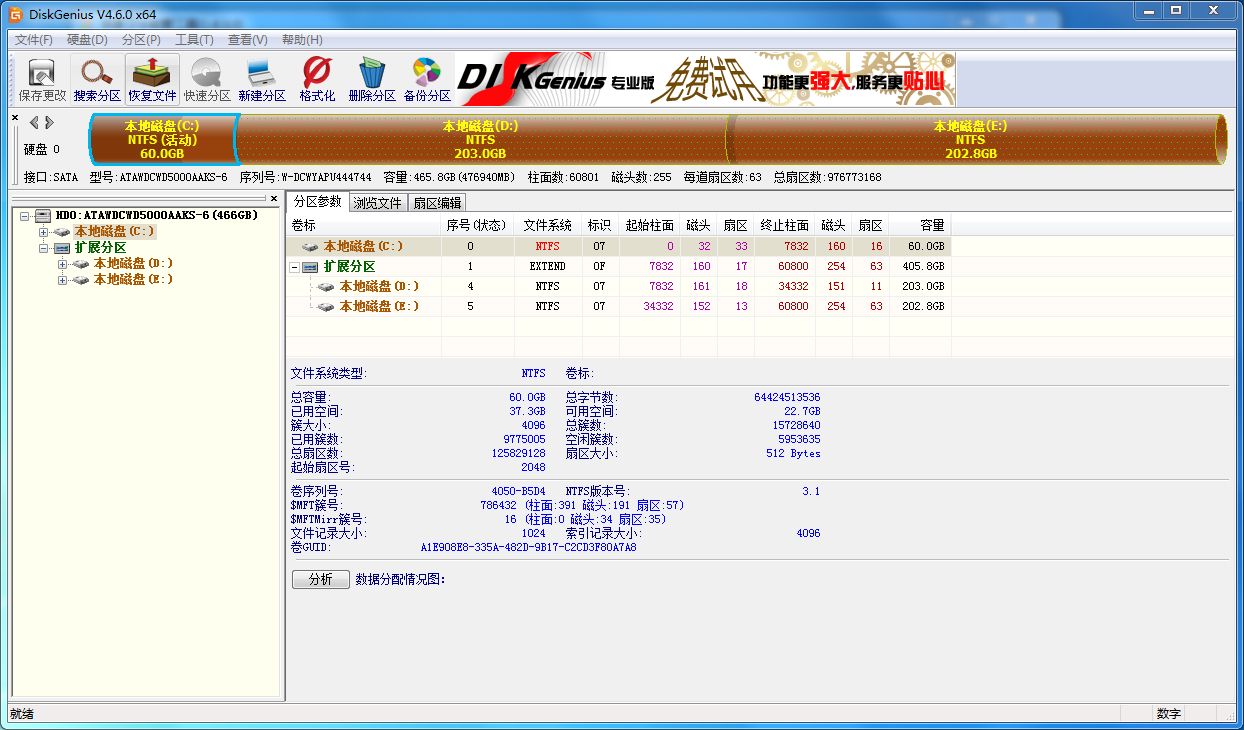 DiskGenius V4.6.0 x64
文件(F) 硬盘(D) 分区(P) 工具(T) 查看(V) 帮助(H)
保存更改 搜索分区 恢复文件 快速分区 新建分区 格式化 删除分区 备份分区 DISKGenius 专业版 免费试用 功能更强大,服务更贴心
本地磁盘(C:) 本地磁盘(D:) 本地磁盘(E:)
NTFS (活动) NTFS NTFS
60.0GB 203.0GB 202.8GB
硬盘 0
接口:SATA 型号:ATAWDCWD5000AAKS-6 序列号:W-DCWYAPU444744 容量:465.8GB(476940MB) 柱面数:60801 磁头数:255 每道扇区数:63 总扇区数:976773168
HD0:ATAWDCWD5000AAKS-6(466GB)
本地磁盘(C:)
扩展分区
本地磁盘(D:)
本地磁盘(E:)
分区参数 浏览文件 扇区编辑
卷标 序号(状态) 文件系统 标识 起始柱面 磁头 扇区 终止柱面 磁头 扇区 容量
本地磁盘(C:) 0 NTFS 07 0 32 33 7832 160 16 60.0GB
扩展分区 1 EXTEND 0F 7832 160 17 60800 254 63 405.8GB
本地磁盘(D:) 4 NTFS 07 7832 161 18 34332 151 11 203.0GB
本地磁盘(E:) 5 NTFS 07 34332 152 13 60800 254 63 202.8GB
文件系统类型: NTFS 卷标:
总容量: 60.0GB 总字节数: 64424513536
已用空间: 37.3GB 可用空间: 22.7GB
簇大小: 4096 总簇数: 15728640
已用簇数: 9775005 空闲簇数: 5953635
总扇区数: 125829128 扇区大小: 512 Bytes
起始扇区号: 2048
卷序列号: 4050-B5D4 NTFS版本号: 3.1
$MFT簇号: 786432 (柱面:391 磁头:191 扇区:57)
$MFTMirr簇号: 16 (柱面:0 磁头:34 扇区:35)
文件记录大小: 1024 索引记录大小: 4096
卷GUID: A1E908E8-335A-482D-9B17-C2CD3F80A7A8
分析 数据分配情况图:
就绪 数字